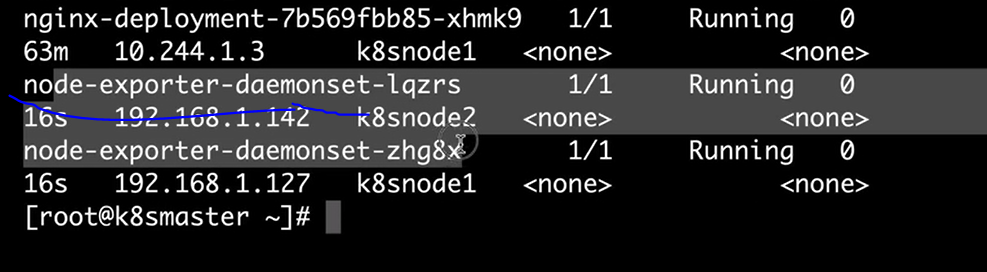 nginx-deployment-7b569fbb85-xhmk9 1/1 Running 0
63m 10.244.1.3 k8snode1 <none> <none>
node-exporter-daemonset-lqzrs 1/1 Running 0
16s 192.168.1.142 k8snode2 <none> <none>
node-exporter-daemonset-zhg8x 1/1 Running 0
16s 192.168.1.127 k8snode1 <none> <none>
[root@k8smaster ~]#